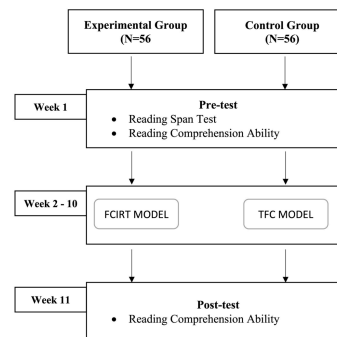 Experimental Group
(N=56
Control Group
(N=56)
Week 1
Pre-test
• Reading Span Test
• Reading Comprehension Ability
Week 2 - 10
FCIRT MODEL
TFC MODEL
Week 11
Post-test
• Reading Comprehension Ability